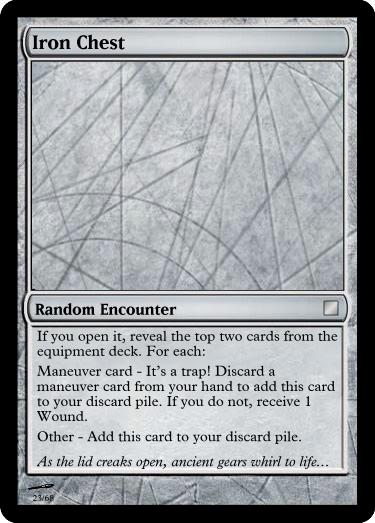 Iron Chest
Random Encounter
If you open it, reveal the top two cards from the
equipment deck. For each:
Maneuver card - It's a trap! Discard a
maneuver card from your hand to add this card
to your discard pile. If you do not, receive 1
Wound.
Other - Add this card to your discard pile.
As the lid creaks open, ancient gears whirl to life...
23/68